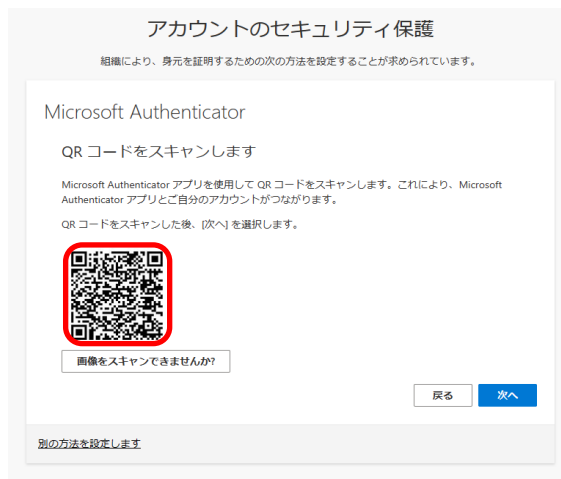 アカウントのセキュリティ保護
組織により、身元を証明するための次の方法を設定することが求められています。
Microsoft Authenticator
QR コードをスキャンします
Microsoft Authenticator アプリを使用して QR コードをスキャンします。これにより、Microsoft
Authenticator アプリとご自分のアカウントがつながります。
QR コードをスキャンした後、[次へ] を選択します。
画像をスキャンできませんか?
戻る 次へ
別の方法を設定します